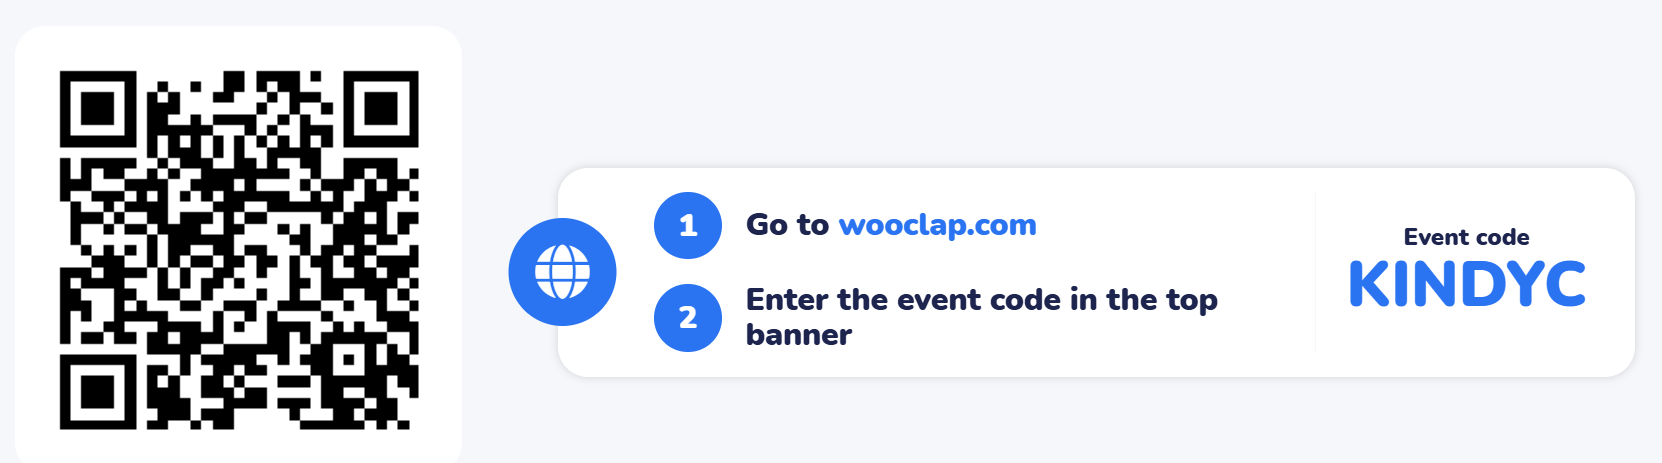 1 Go to wooclap.com
2 Enter the event code in the top
banner
Event code
KINDYC